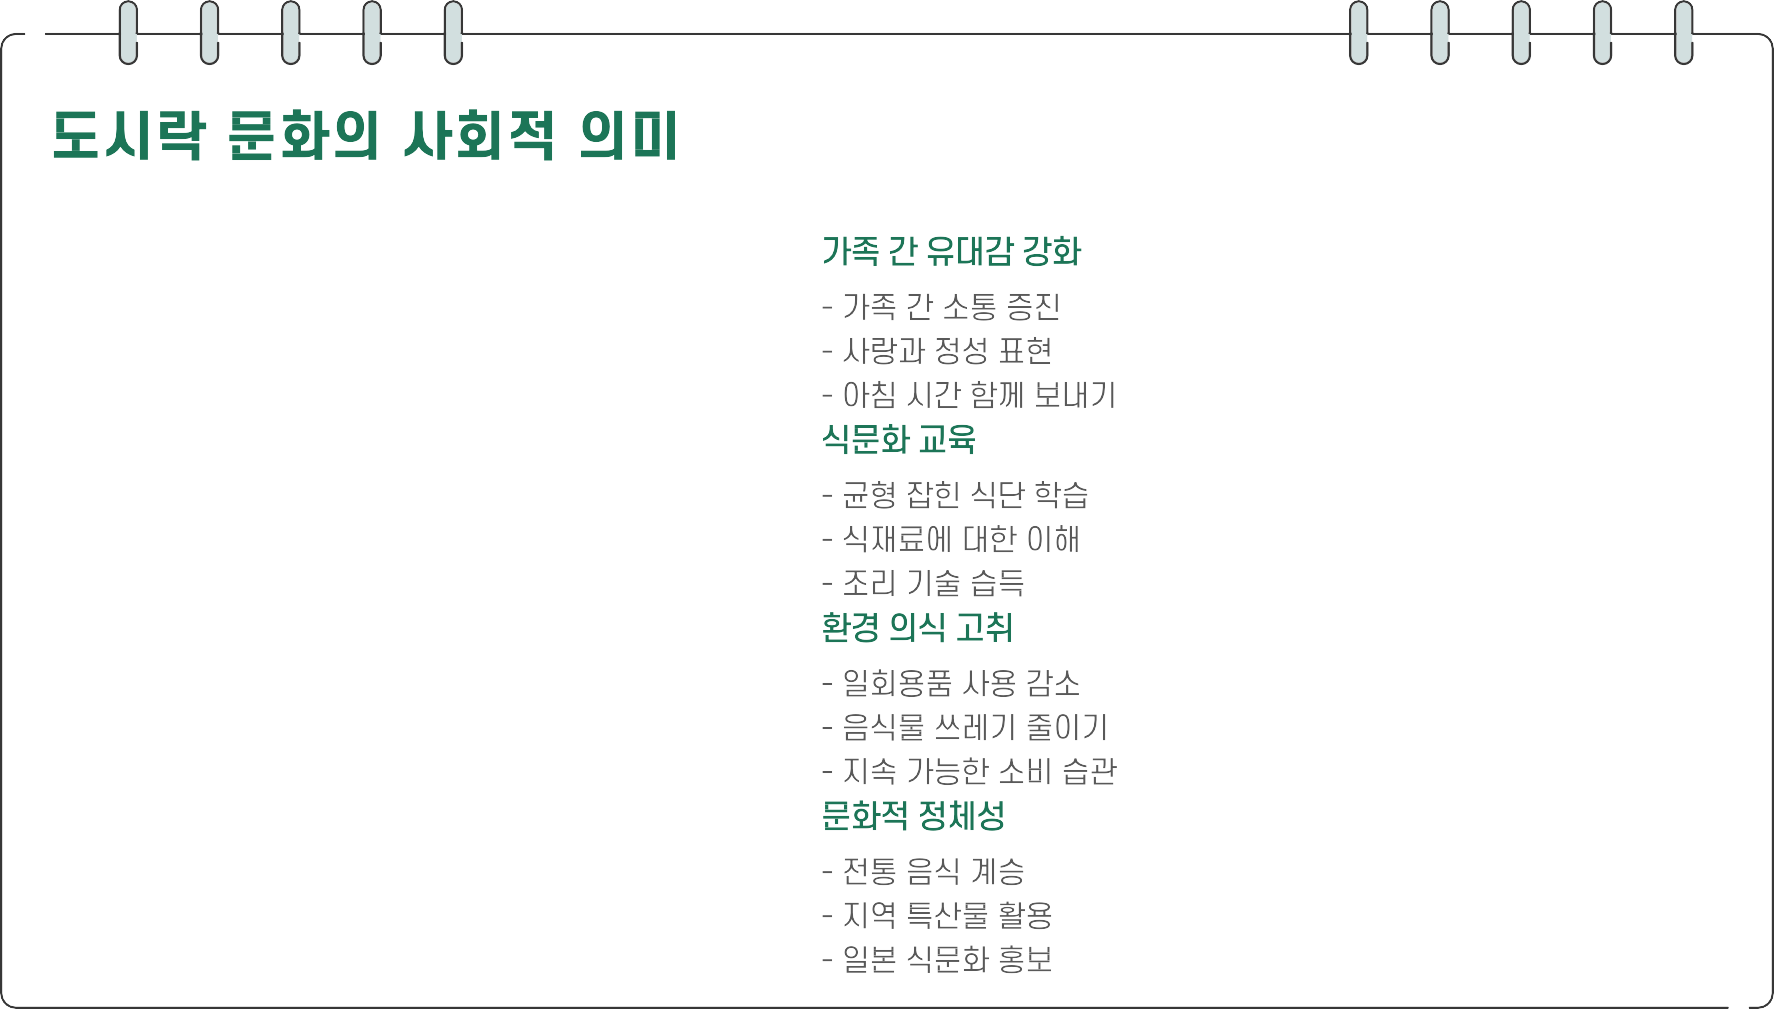 도시락 문화의 사회적 의미
가족 간 유대감 강화
- 가족 간 소통 증진
- 사랑과 정성 표현
- 아침 시간 함께 보내기
식문화 교육
- 균형 잡힌 식단 학습
- 식재료에 대한 이해
- 조리 기술 습득
환경 의식 고취
- 일회용품 사용 감소
- 음식물 쓰레기 줄이기
- 지속 가능한 소비 습관
문화적 정체성
- 전통 음식 계승
- 지역 특산물 활용
- 일본 식문화 홍보